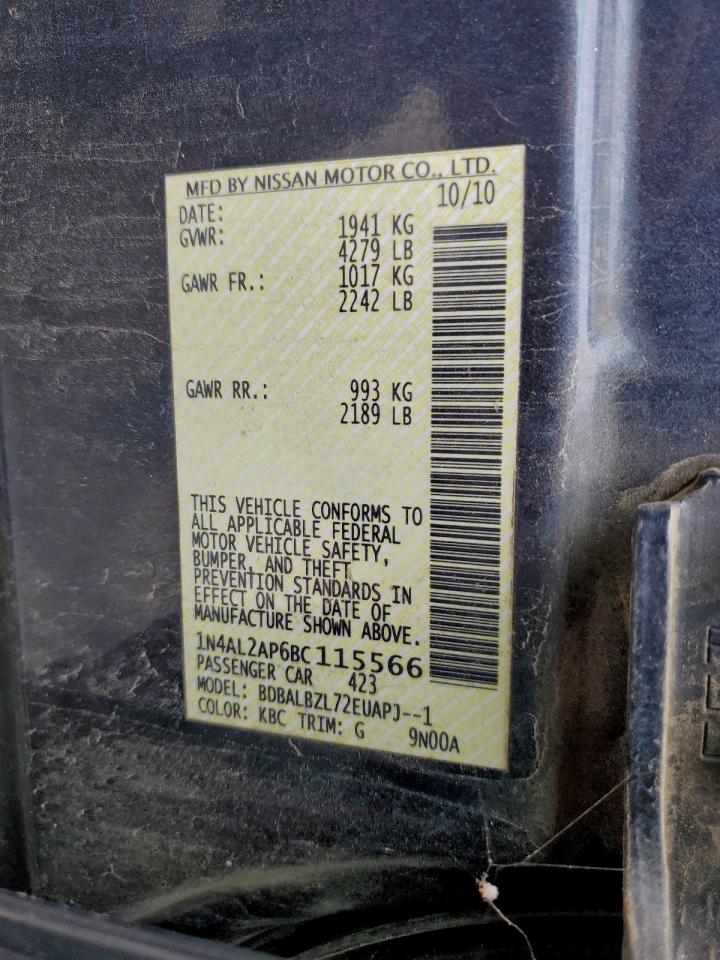 MFD BY NISSAN MOTOR CO., LTD.
DATE: 10/10
GVWR: 1941 KG
4279 LB
GAWR FR.: 1017 KG
2242 LB
GAWR RR.: 993 KG
2189 LB
THIS VEHICLE CONFORMS TO
ALL APPLICABLE FEDERAL
MOTOR VEHICLE SAFETY,
BUMPER, AND THEFT
PREVENTION STANDARDS IN
EFFECT ON THE DATE OF
MANUFACTURE SHOWN ABOVE.
1N4AL2AP6BC115566
PASSENGER CAR 423
MODEL: BDBALBZL72EUAPJ--1
COLOR: KBC TRIM: G 9N00A